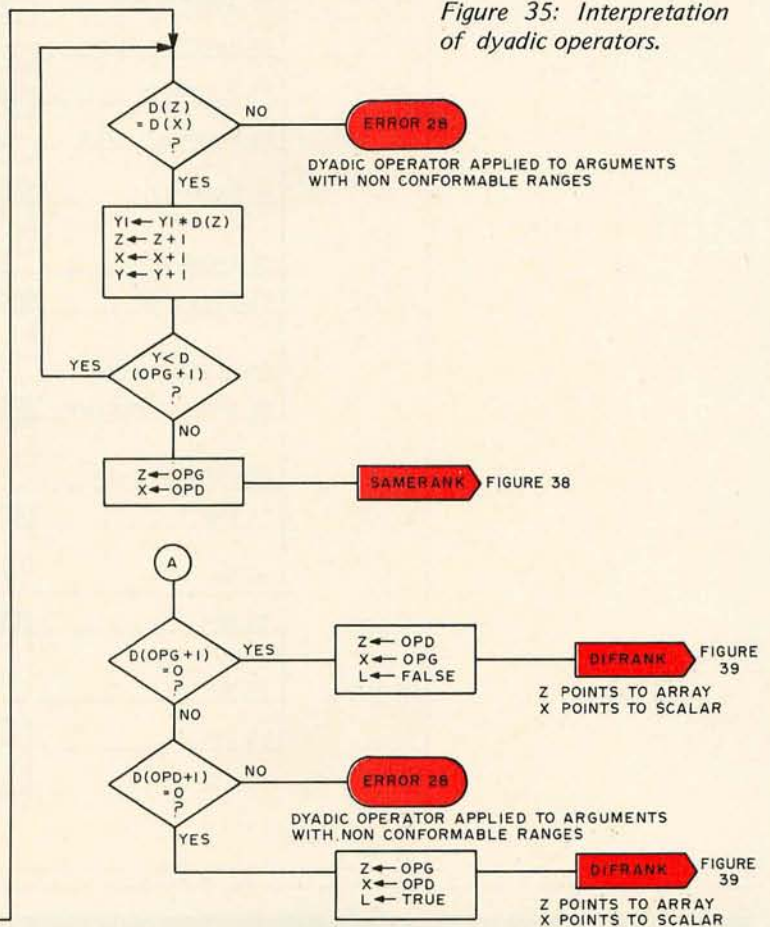 Figure 35: Interpretation
of dyadic operators.
D(Z)
= D(X)
?
NO
ERROR 28
DYADIC OPERATOR APPLIED TO ARGUMENTS
WITH NON CONFORMABLE RANGES
YES
Y1←Y1*D(Z)
Z←Z+1
X←X+1
Y←Y+1
YES
Y<D
(OPG+1)
?
NO
Z←OPG
X←OPD
SAMERANK
FIGURE 38
A
D(OPG+1)
=0
?
YES
Z← OPD
X← OPG
L← FALSE
DIFRANK
FIGURE
39
Z POINTS TO ARRAY
X POINTS TO SCALAR
NO
D(OPD+1)
=0
?
NO
ERROR 28
DYADIC OPERATOR APPLIED TO ARGUMENTS
WITH NON CONFORMABLE RANGES
YES
Z← OPG
X← OPD
L← TRUE
DIFRANK
FIGURE
39
Z POINTS TO ARRAY
X POINTS TO SCALAR